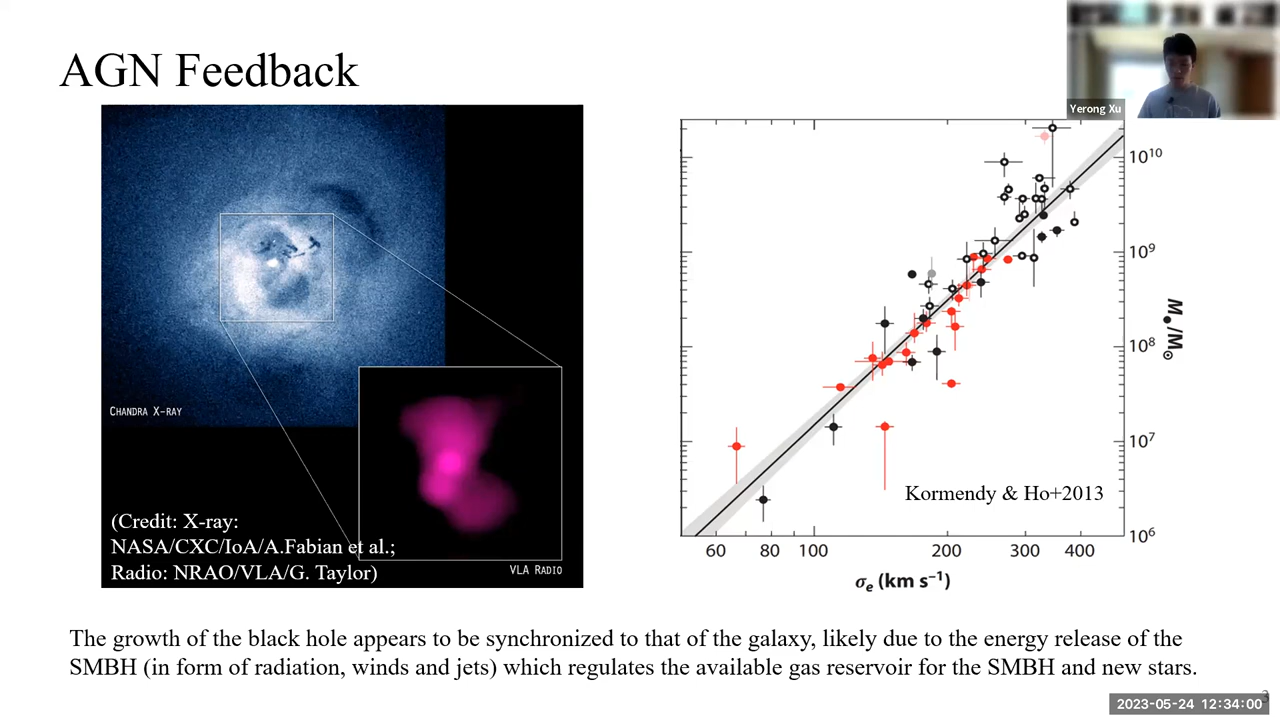 AGN Feedback
Yerong Xu
CHANDRA X-RAY
(Credit: X-ray:
NASA/CXC/IoA/A.Fabian et al.;
Radio: NRAO/VLA/G. Taylor)
VLA RADIO
10¹⁰
10⁹
10⁸
10⁷
10⁶
M●/M⊙
Kormendy & Ho+2013
60 80 100 200 300 400
σₑ (km s⁻¹)
The growth of the black hole appears to be synchronized to that of the galaxy, likely due to the energy release of the
SMBH (in form of radiation, winds and jets) which regulates the available gas reservoir for the SMBH and new stars.
3
2023-05-24 12:34:00